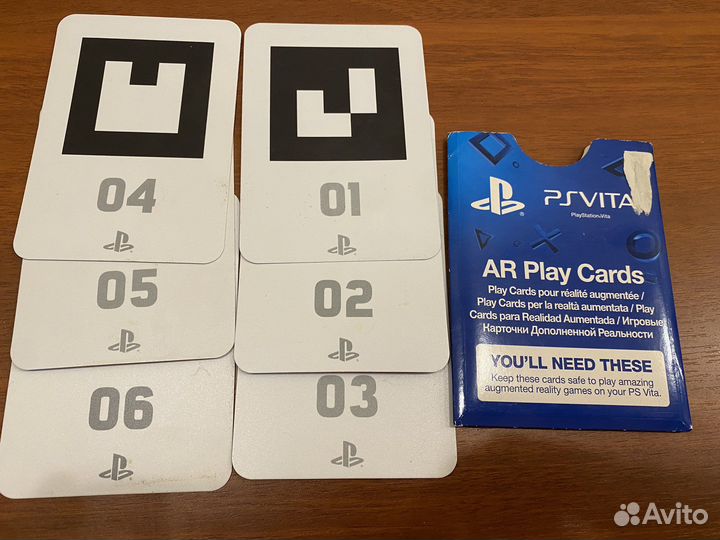 04
01
05
02
06
03
PSVITA
PlayStation.Vita
AR Play Cards
Play Cards pour réalité augmentée /
Play Cards per la realtà aumentata / Play
Cards para Realidad Aumentada / Игровые
Карточки Дополненной Реальности
YOU'LL NEED THESE
Keep these cards safe to play amazing
augmented reality games on your PS Vita.
Avito